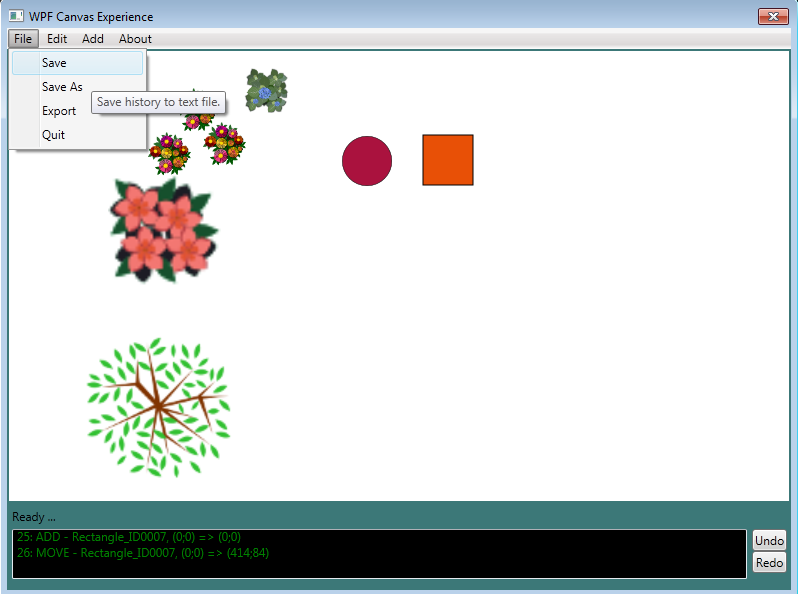 WPF Canvas Experience
File Edit Add About
Save
Save As
Save history to text file.
Export
Quit
Ready ...
25: ADD - Rectangle_ID0007, (0;0) => (0;0)
26: MOVE - Rectangle_ID0007, (0;0) => (414;84)
Undo
Redo